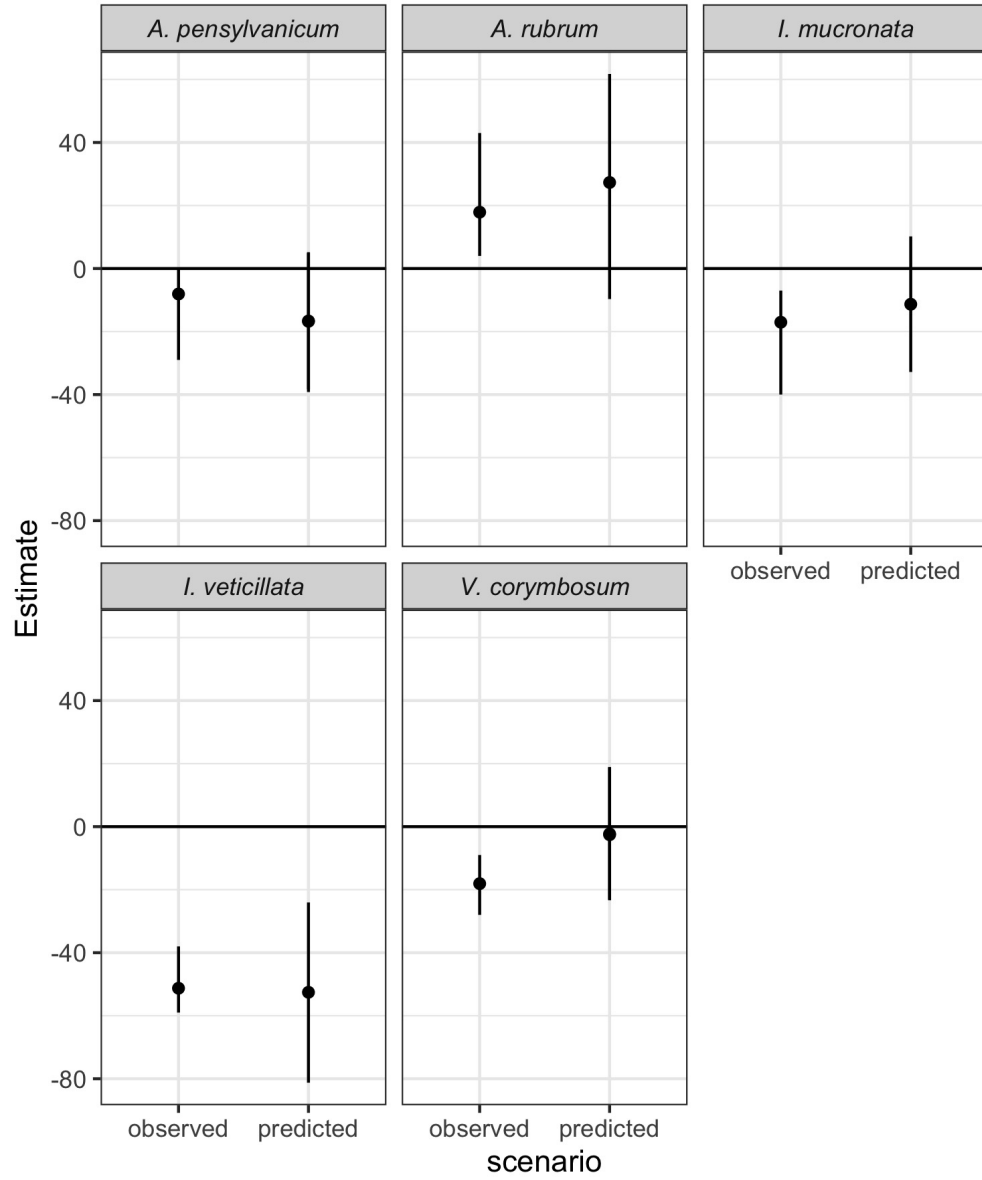 A. pensylvanicum
A. rubrum
I. mucronata
40
0
-40
-80
observed predicted
I. veticillata
V. corymbosum
40
0
-40
-80
observed predicted
observed predicted
Estimate
scenario